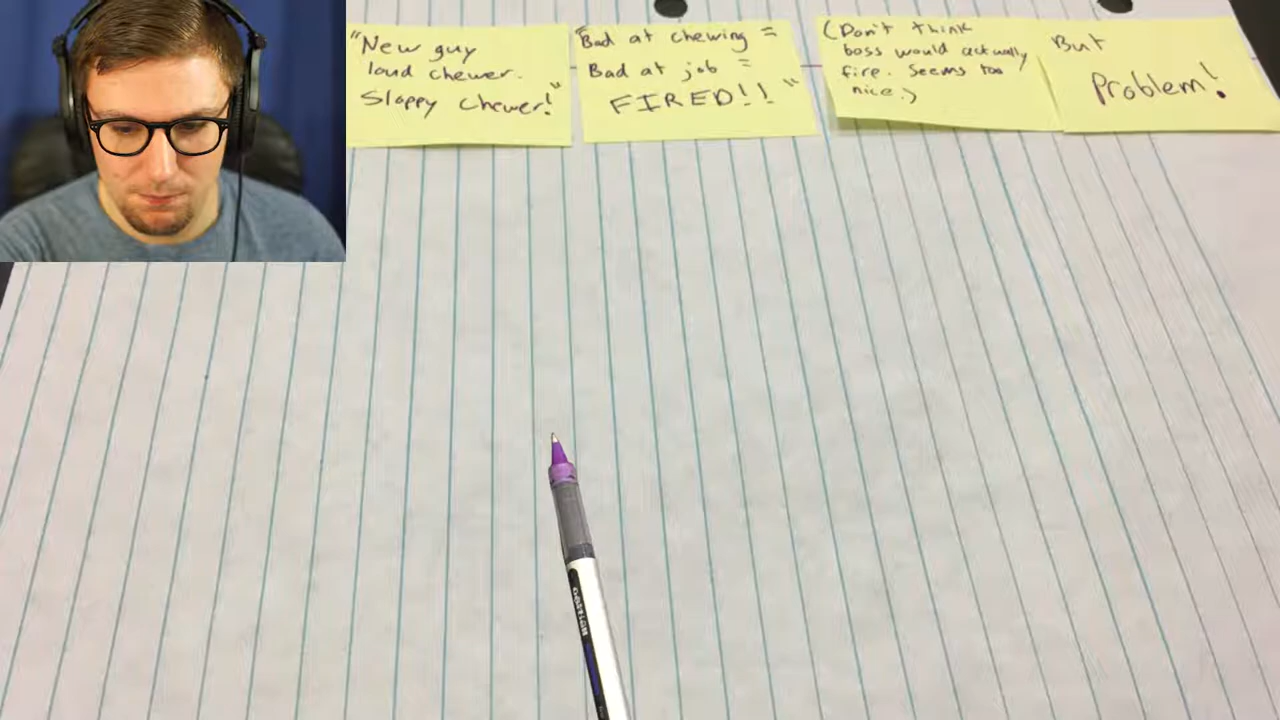 "New guy
loud chewer.
Sloppy chewer!"
"Bad at chewing =
Bad at job =
FIRED!!"
(Don't think
boss would actually
fire. Seems too
nice.)
But
Problem!